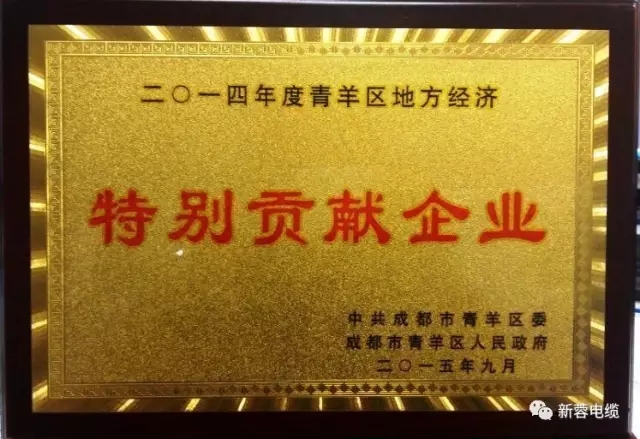 二〇一四年度青羊区地方经济
特别贡献企业
中共成都市青羊区委
成都市青羊区人民政府
二〇一五年九月
新蓉电缆